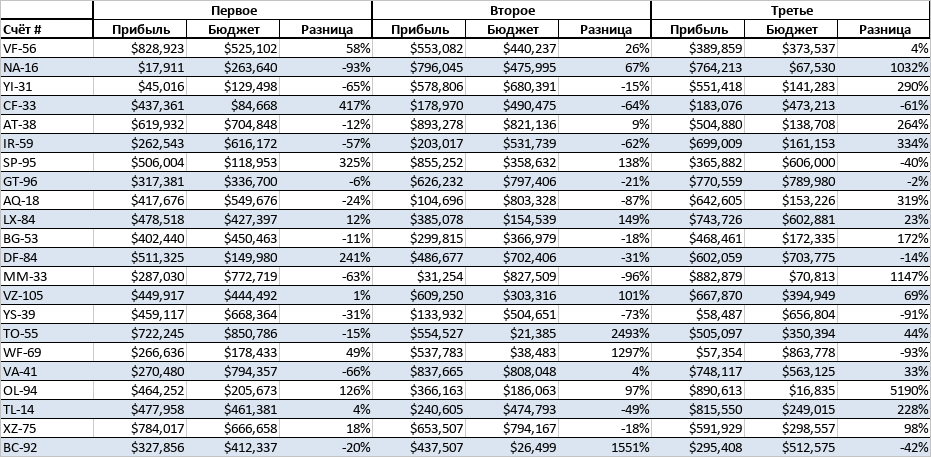 Первое Второе Третье
Счёт # Прибыль Бюджет Разница Прибыль Бюджет Разница Прибыль Бюджет Разница
VF-56 $828,923 $525,102 58% $553,082 $440,237 26% $389,859 $373,537 4%
NA-16 $17,911 $263,640 -93% $796,045 $475,995 67% $764,213 $67,530 1032%
YI-31 $45,016 $129,498 -65% $578,806 $680,391 -15% $551,418 $141,283 290%
CF-33 $437,361 $84,668 417% $178,970 $490,475 -64% $183,076 $473,213 -61%
AT-38 $619,932 $704,848 -12% $893,278 $821,136 9% $504,880 $138,708 264%
IR-59 $262,543 $616,172 -57% $203,017 $531,739 -62% $699,009 $161,153 334%
SP-95 $506,004 $118,953 325% $855,252 $358,632 138% $365,882 $606,000 -40%
GT-96 $317,381 $336,700 -6% $626,232 $797,406 -21% $770,559 $789,980 -2%
AQ-18 $417,676 $549,676 -24% $104,696 $803,328 -87% $642,605 $153,226 319%
LX-84 $478,518 $427,397 12% $385,078 $154,539 149% $743,726 $602,881 23%
BG-53 $402,440 $450,463 -11% $299,815 $366,979 -18% $468,461 $172,335 172%
DF-84 $511,325 $149,980 241% $486,677 $702,406 -31% $602,059 $703,775 -14%
MM-33 $287,030 $772,719 -63% $31,254 $827,509 -96% $882,879 $70,813 1147%
VZ-105 $449,917 $444,492 1% $609,250 $303,316 101% $667,870 $394,949 69%
YS-39 $459,117 $668,364 -31% $133,932 $504,651 -73% $58,487 $656,804 -91%
TO-55 $722,245 $850,786 -15% $554,527 $21,385 2493% $505,097 $350,394 44%
WF-69 $266,636 $178,433 49% $537,783 $38,483 1297% $57,354 $863,778 -93%
VA-41 $270,480 $794,357 -66% $837,665 $808,048 4% $748,117 $563,125 33%
OL-94 $464,252 $205,673 126% $366,163 $186,063 97% $890,613 $16,835 5190%
TL-14 $477,958 $461,381 4% $240,605 $474,793 -49% $815,550 $249,015 228%
XZ-75 $784,017 $666,658 18% $653,507 $794,167 -18% $591,929 $298,557 98%
BC-92 $327,856 $412,337 -20% $437,507 $26,499 1551% $295,408 $512,575 -42%